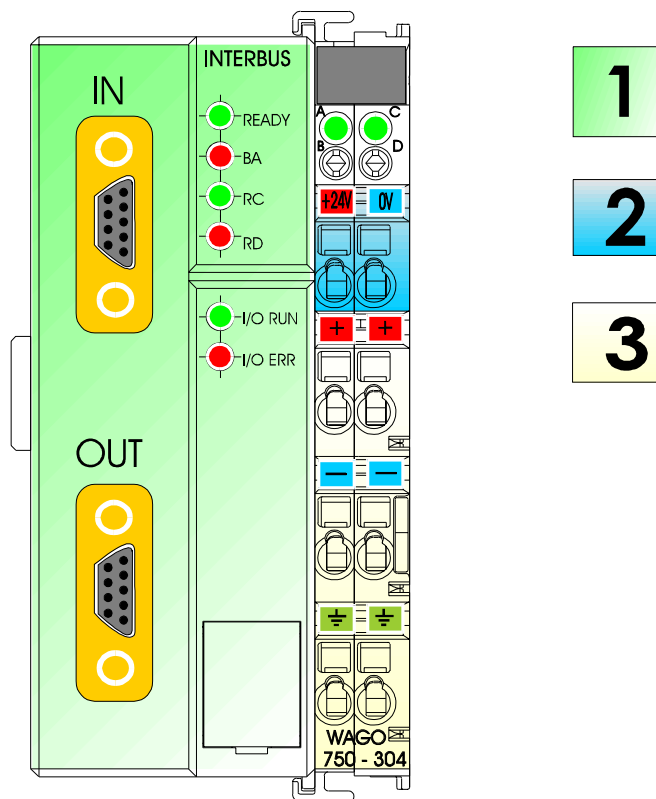 INTERBUS
IN
READY
BA
RC
RD
I/O RUN
I/O ERR
OUT
A
C
B
D
+24V
0V
+
+
—
—
WAGO
750 - 304
1
2
3